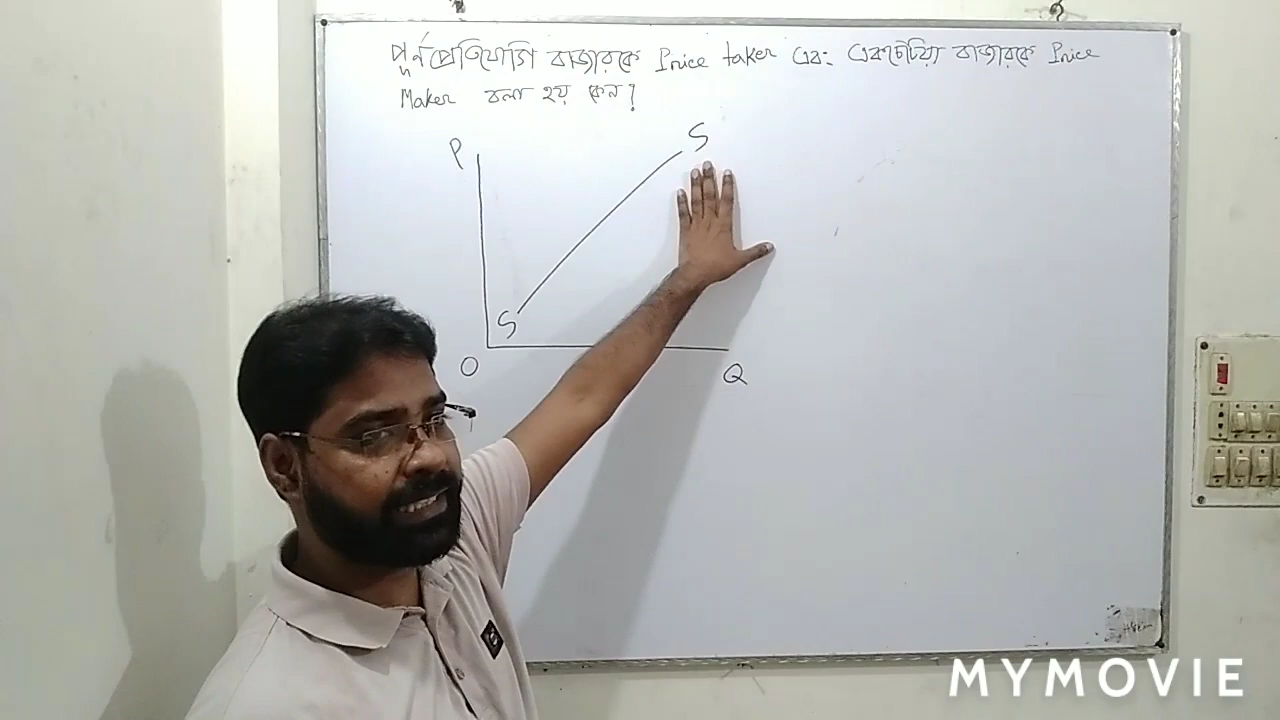 পূর্ণপ্রতিযোগি বাজারকে Price taker এবং একচেটিয়া বাজারকে Price
Maker বলা হয় কেন?
P
S
S
O
Q
MYMOVIE